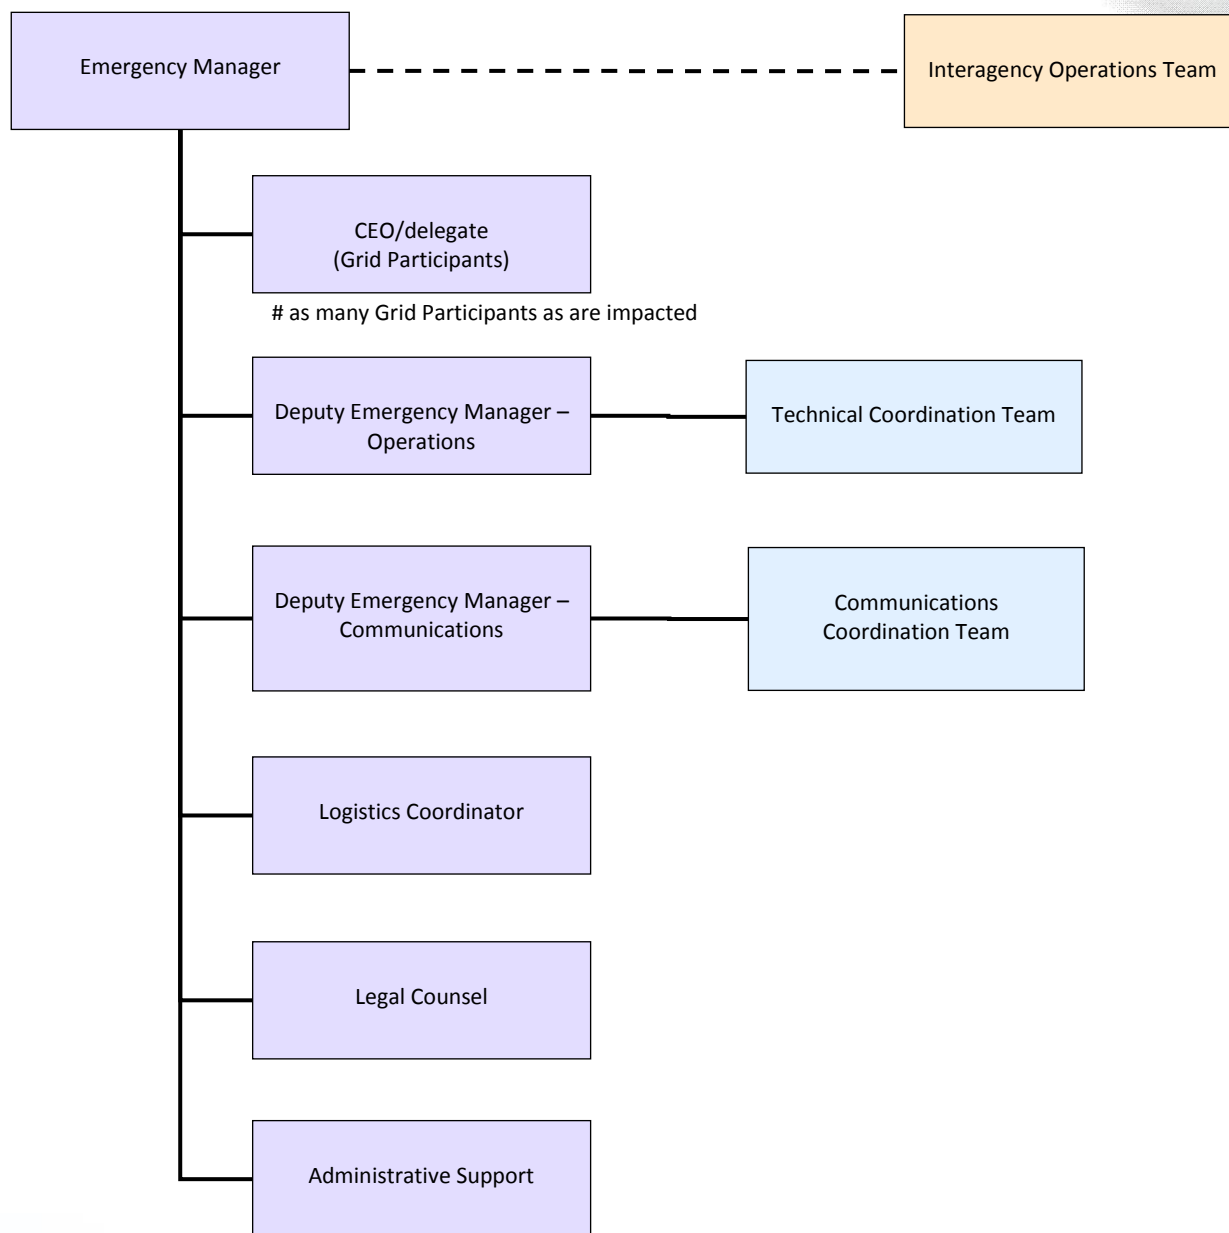 Emergency Manager
Interagency Operations Team
CEO/delegate
(Grid Participants)
# as many Grid Participants as are impacted
Deputy Emergency Manager –
Operations
Technical Coordination Team
Deputy Emergency Manager –
Communications
Communications
Coordination Team
Logistics Coordinator
Legal Counsel
Administrative Support